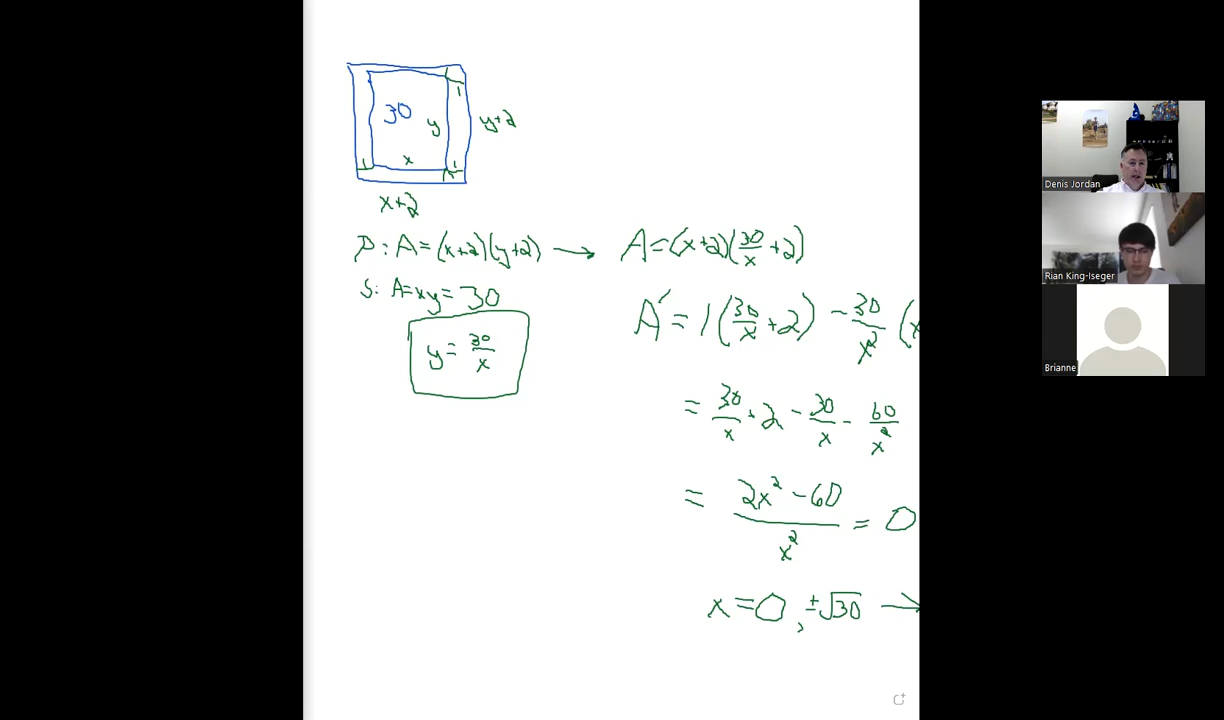 30
y
x
1
1
1
y+2
x+2
P: A=(x+2)(y+2) → A=(x+2)(30/x +2)
S: A=xy=30
y= 30/x
A′ = 1(30/x +2) - 30/x² (x
= 30/x + 2 - 30/x - 60/x²
= 2x² - 60 / x² = 0
x=0, ±√30 →
Denis Jordan
Rian King-Iseger
Brianne